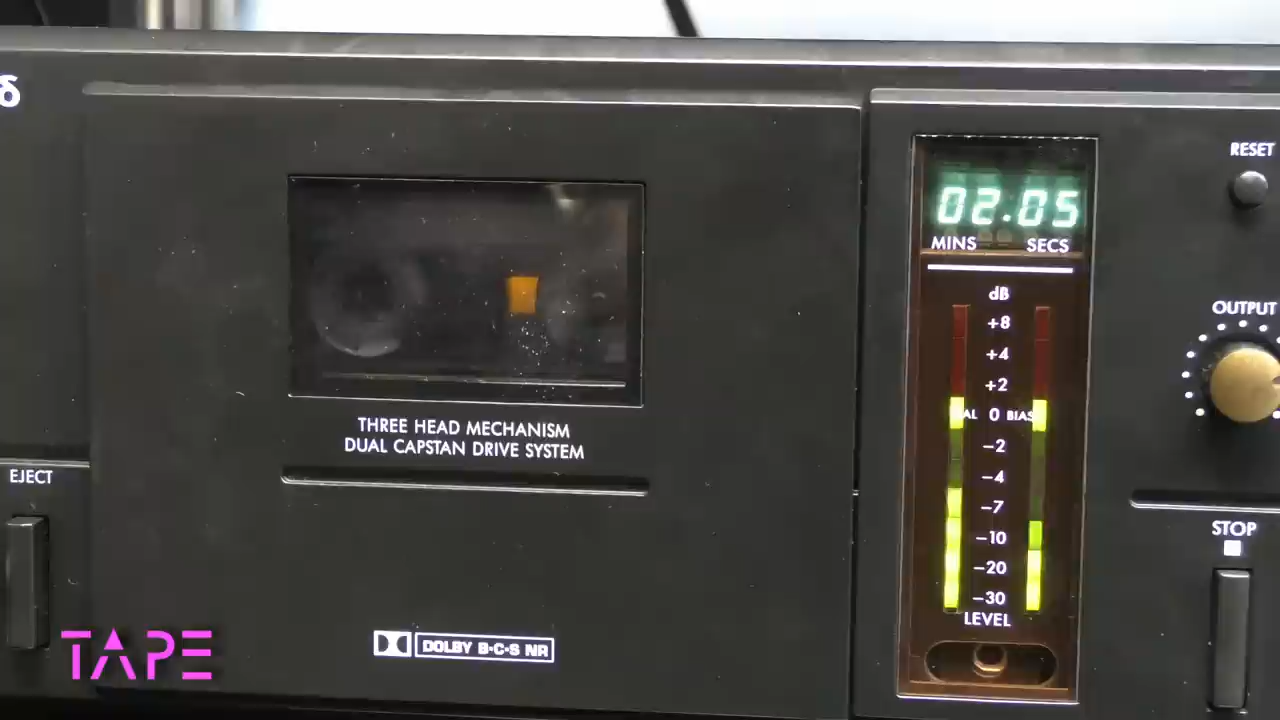 RESET
02.05
MINS SECS
dB
+8
+4
+2
0 BIAS
-2
-4
-7
-10
-20
-30
LEVEL
OUTPUT
THREE HEAD MECHANISM
DUAL CAPSTAN DRIVE SYSTEM
EJECT
STOP
DOLBY B·C·S NR
TAPE